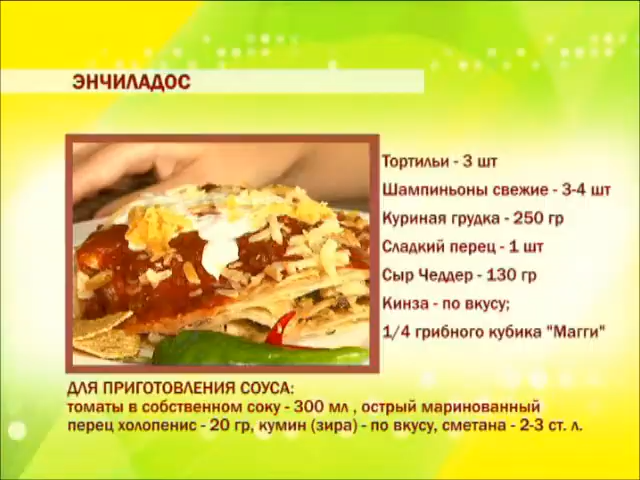 ЭНЧИЛАДОС
Тортильи - 3 шт
Шампиньоны свежие - 3-4 шт
Куриная грудка - 250 гр
Сладкий перец - 1 шт
Сыр Чеддер - 130 гр
Кинза - по вкусу;
1/4 грибного кубика "Магги"
ДЛЯ ПРИГОТОВЛЕНИЯ СОУСА:
томаты в собственном соку - 300 мл , острый маринованный
перец холопенис - 20 гр, кумин (зира) - по вкусу, сметана - 2-3 ст. л.